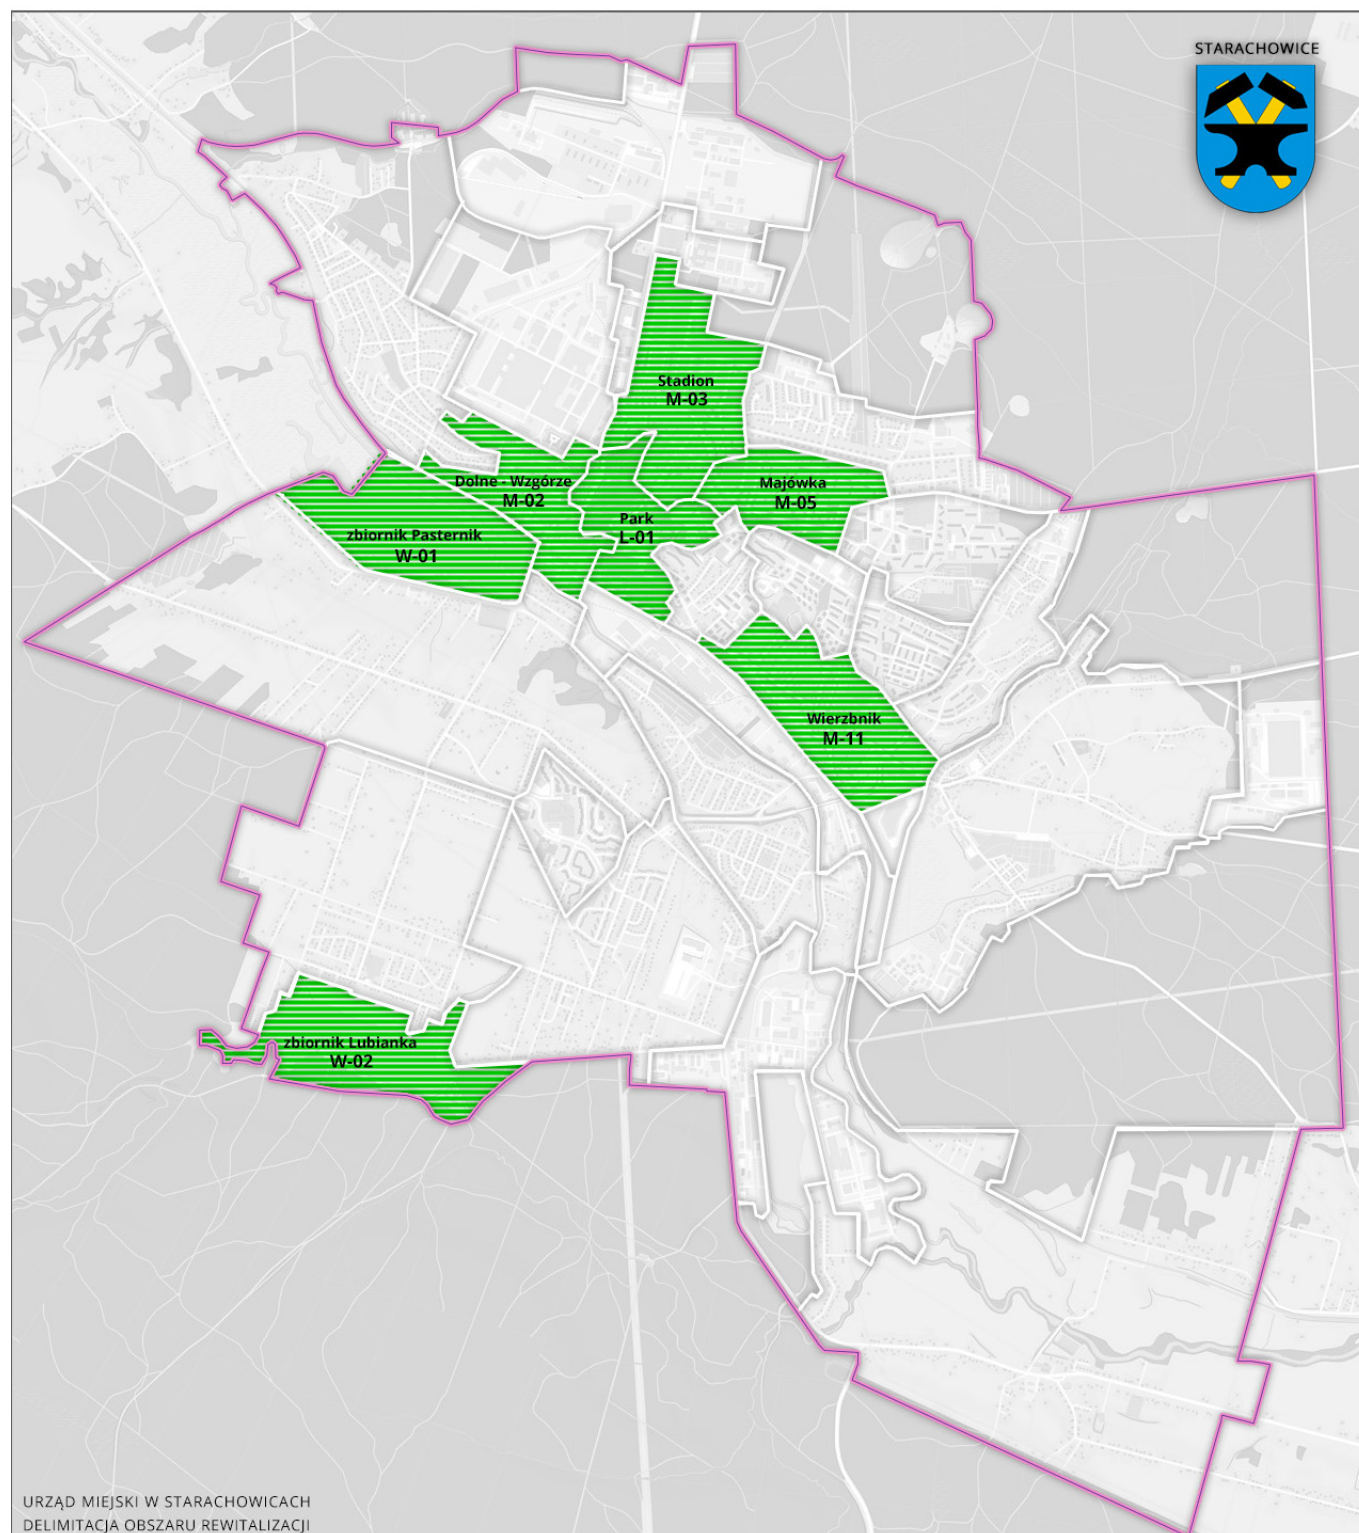 STARACHOWICE
Stadion
M-03
Dolne - Wzgórze
M-02
Majówka
M-05
Park
L-01
zbiornik Pasternik
W-01
Wierzbnik
M-11
zbiornik Lubianka
W-02
URZĄD MIEJSKI W STARACHOWICACH
DELIMITACJA OBSZARU REWITALIZACJI